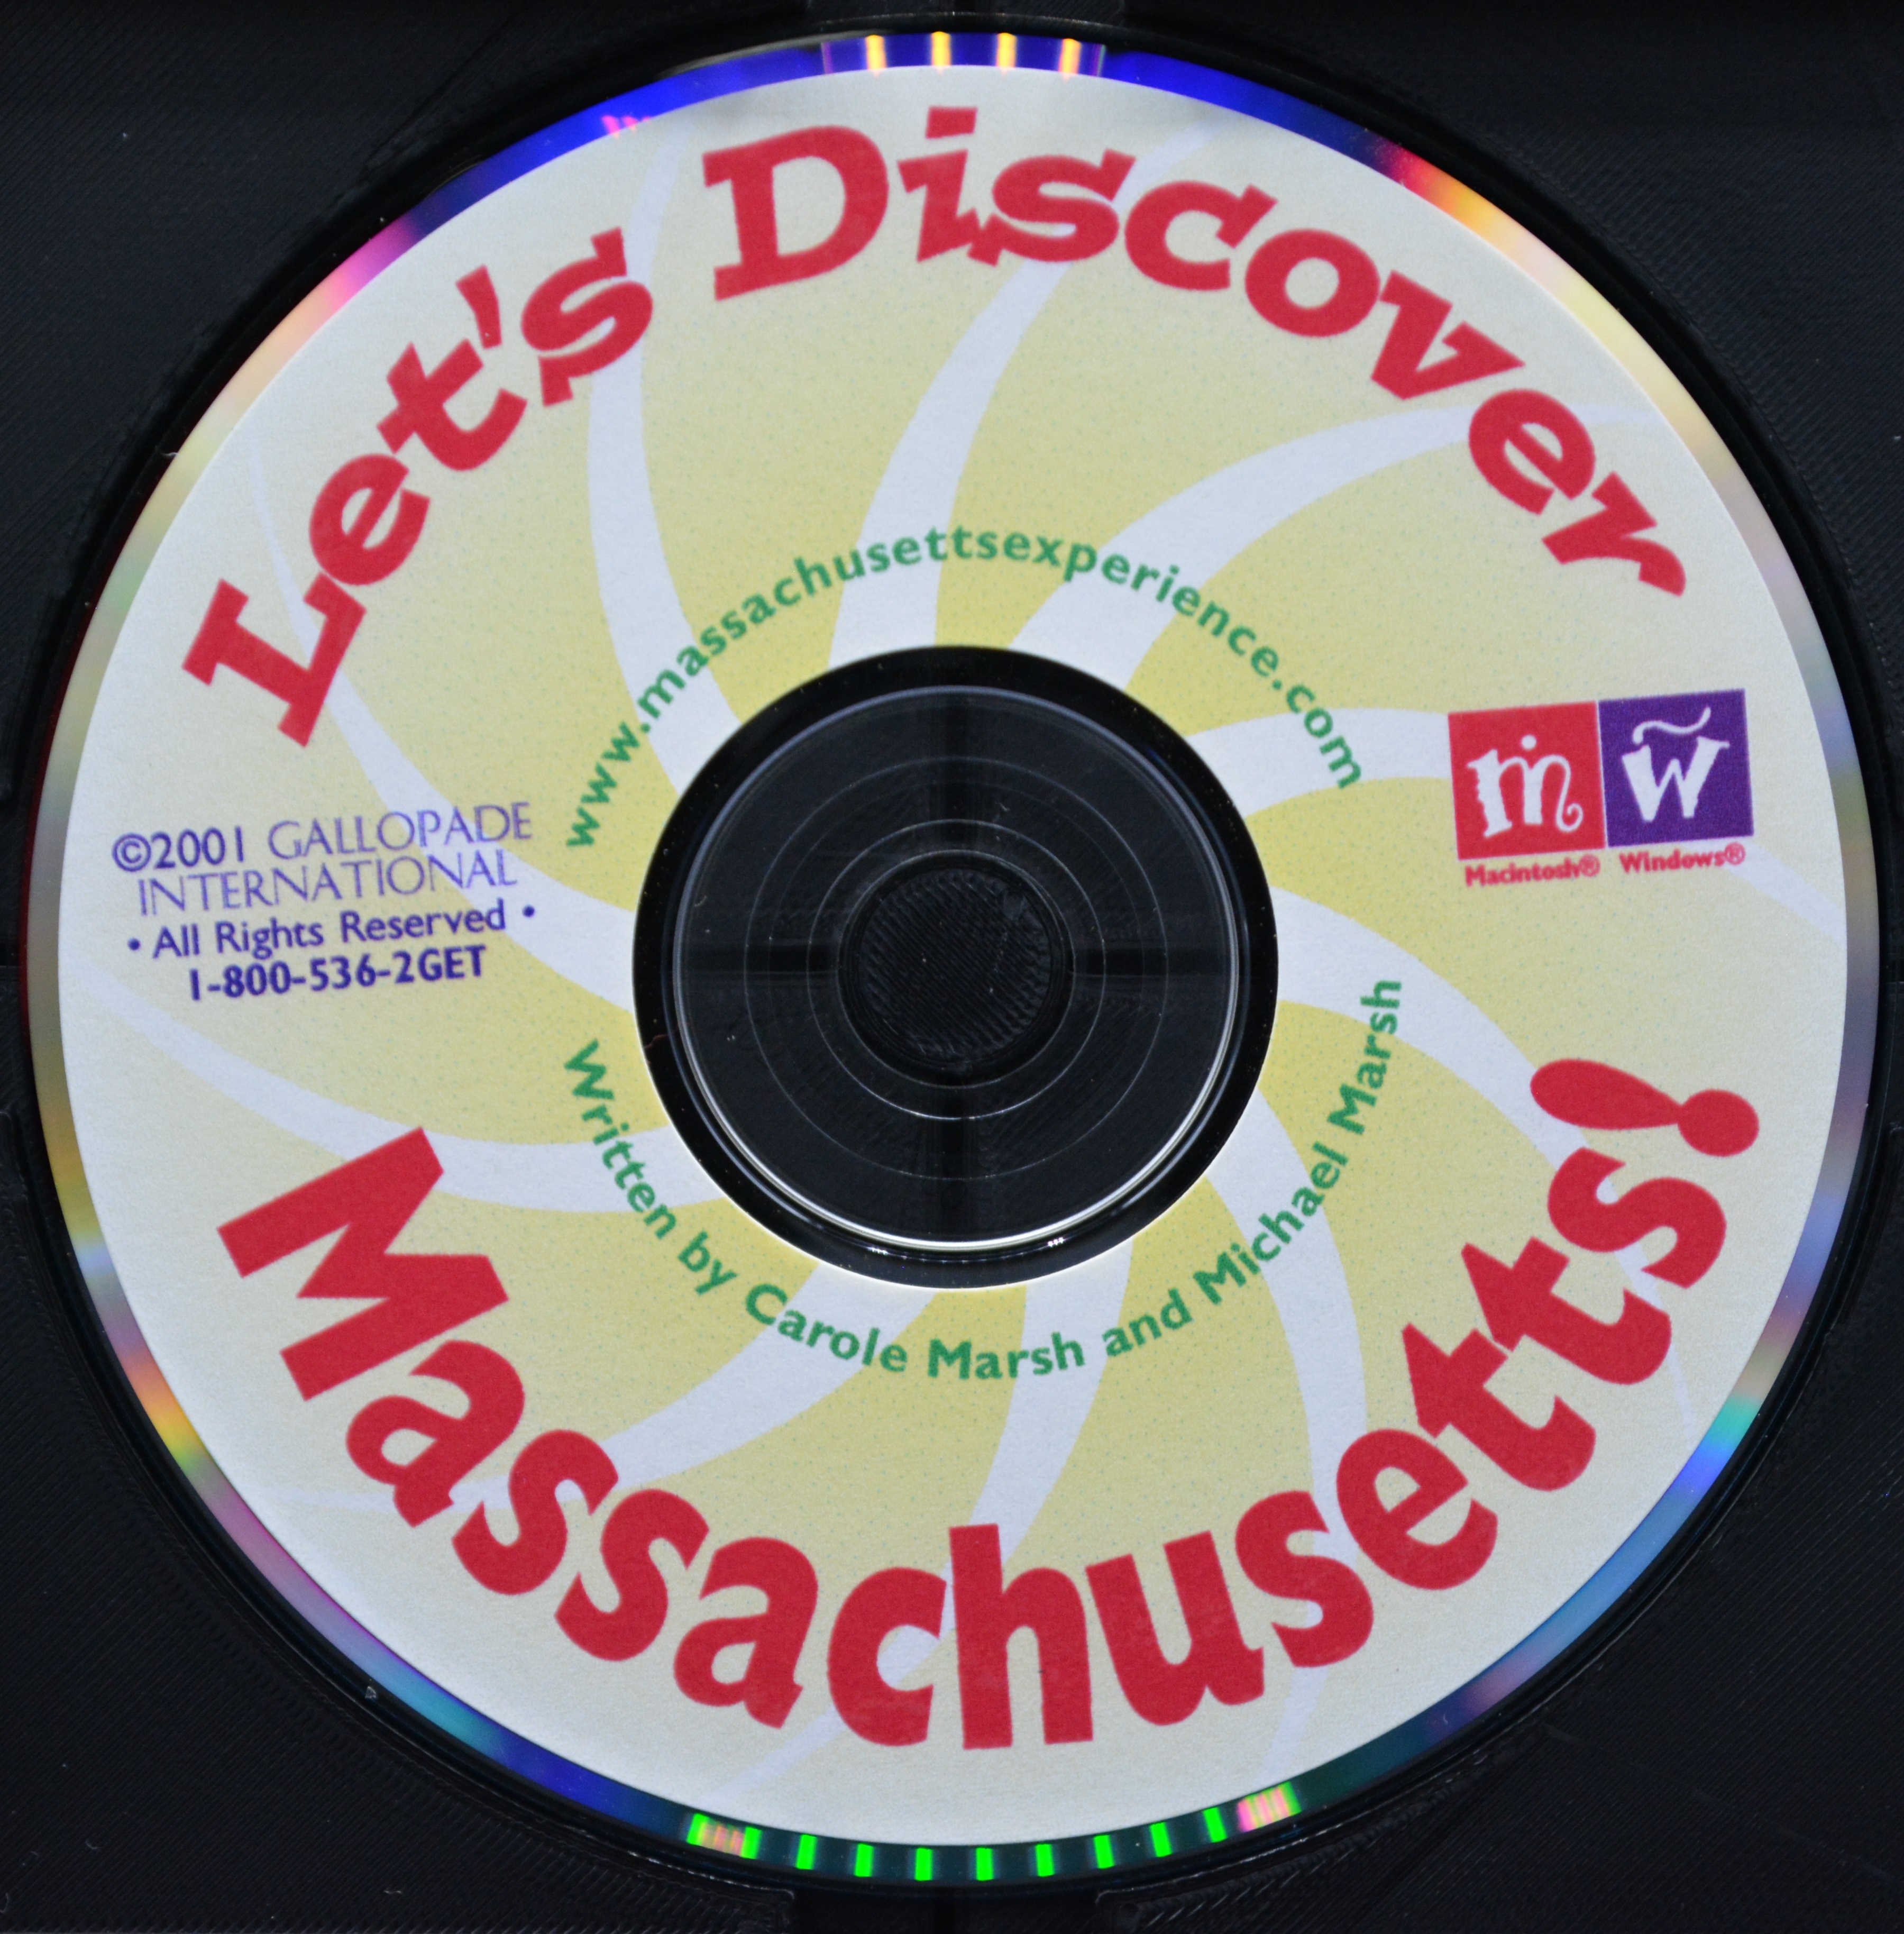 Let's Discover
www.massachusettsexperience.com
m w
Macintosh® Windows®
©2001 GALLOPADE
INTERNATIONAL
• All Rights Reserved •
1-800-536-2GET
Written by Carole Marsh and Michael Marsh
Massachusetts!